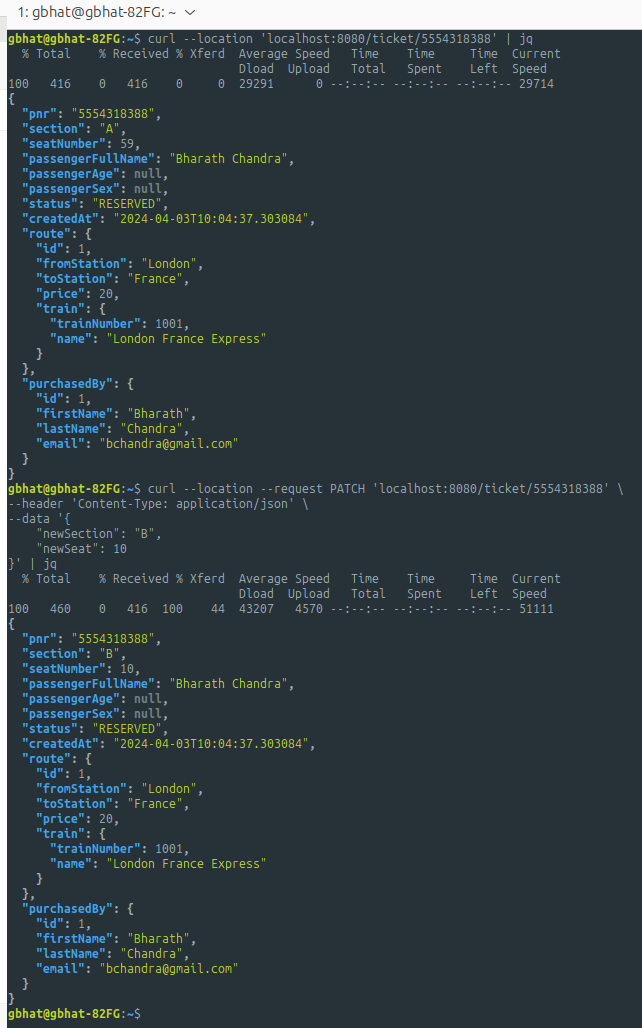 1: gbhat@gbhat-82FG: ~
gbhat@gbhat-82FG:~$ curl --location 'localhost:8080/ticket/5554318388' | jq
  % Total    % Received % Xferd  Average Speed   Time    Time     Time  Current
                                 Dload  Upload   Total   Spent    Left  Speed
100   416    0   416    0     0  29291      0 --:--:-- --:--:-- --:--:-- 29714
{
  "pnr": "5554318388",
  "section": "A",
  "seatNumber": 59,
  "passengerFullName": "Bharath Chandra",
  "passengerAge": null,
  "passengerSex": null,
  "status": "RESERVED",
  "createdAt": "2024-04-03T10:04:37.303084",
  "route": {
    "id": 1,
    "fromStation": "London",
    "toStation": "France",
    "price": 20,
    "train": {
      "trainNumber": 1001,
      "name": "London France Express"
    }
  },
  "purchasedBy": {
    "id": 1,
    "firstName": "Bharath",
    "lastName": "Chandra",
    "email": "bchandra@gmail.com"
  }
}
gbhat@gbhat-82FG:~$ curl --location --request PATCH 'localhost:8080/ticket/5554318388' \
--header 'Content-Type: application/json' \
--data '{
    "newSection": "B",
    "newSeat": 10
}' | jq
  % Total    % Received % Xferd  Average Speed   Time    Time     Time  Current
                                 Dload  Upload   Total   Spent    Left  Speed
100   460    0   416  100    44  43207   4570 --:--:-- --:--:-- --:--:-- 51111
{
  "pnr": "5554318388",
  "section": "B",
  "seatNumber": 10,
  "passengerFullName": "Bharath Chandra",
  "passengerAge": null,
  "passengerSex": null,
  "status": "RESERVED",
  "createdAt": "2024-04-03T10:04:37.303084",
  "route": {
    "id": 1,
    "fromStation": "London",
    "toStation": "France",
    "price": 20,
    "train": {
      "trainNumber": 1001,
      "name": "London France Express"
    }
  },
  "purchasedBy": {
    "id": 1,
    "firstName": "Bharath",
    "lastName": "Chandra",
    "email": "bchandra@gmail.com"
  }
}
gbhat@gbhat-82FG:~$